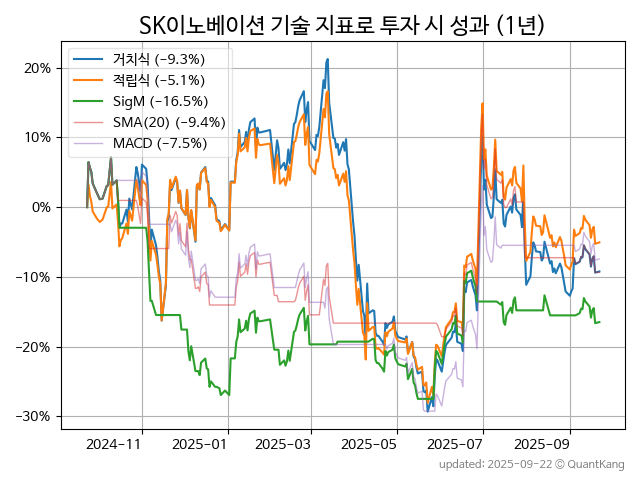 SK이노베이션 기술 지표로 투자 시 성과 (1년)
거치식 (−9.3%)
적립식 (−5.1%)
SigM (−16.5%)
SMA(20) (−9.4%)
MACD (−7.5%)
20%
10%
0%
−10%
−20%
−30%
2024-11 2025-01 2025-03 2025-05 2025-07 2025-09
updated: 2025-09-22 © QuantKang